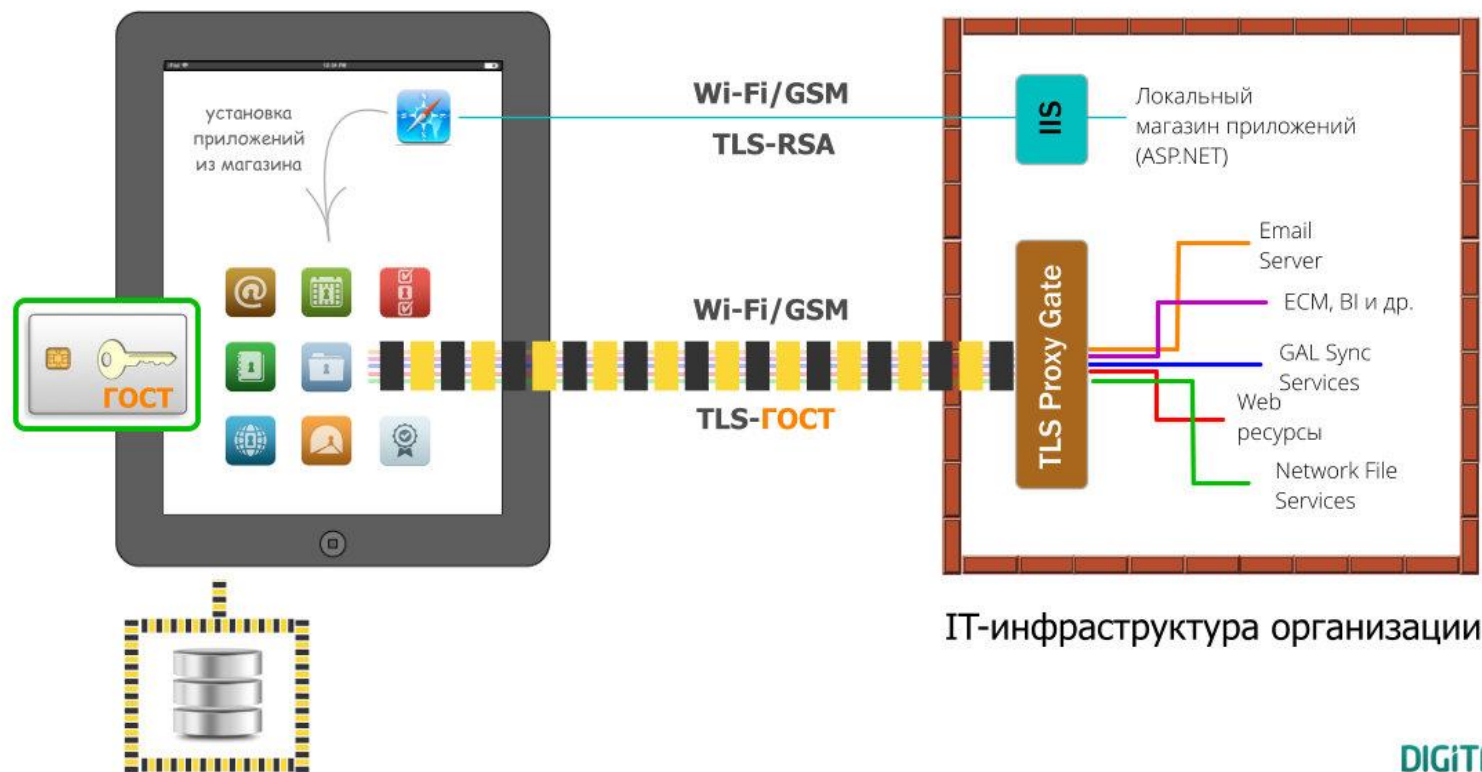 установка
приложений
из магазина
ГОСТ
Wi-Fi/GSM
TLS-RSA
Wi-Fi/GSM
TLS-ГОСТ
IIS
Локальный
магазин приложений
(ASP.NET)
TLS Proxy Gate
Email
Server
ECM, BI и др.
GAL Sync
Services
Web
ресурсы
Network File
Services
IT-инфраструктура организации